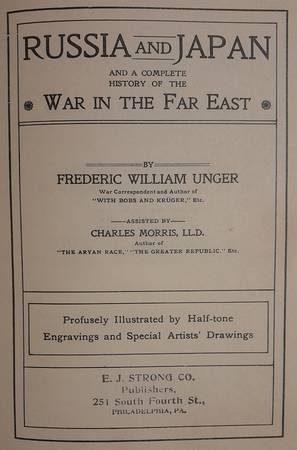 RUSSIA AND JAPAN
AND A COMPLETE
HISTORY OF THE
WAR IN THE FAR EAST
BY
FREDERIC WILLIAM UNGER
War Correspondent and Author of
"WITH BOBS AND KRÜGER," Etc.
ASSISTED BY
CHARLES MORRIS, LL.D.
Author of
"THE ARYAN RACE," "THE GREATER REPUBLIC," Etc.
Profusely Illustrated by Half-tone
Engravings and Special Artists' Drawings
E. J. STRONG CO.
Publishers,
251 South Fourth St.,
PHILADELPHIA, PA.